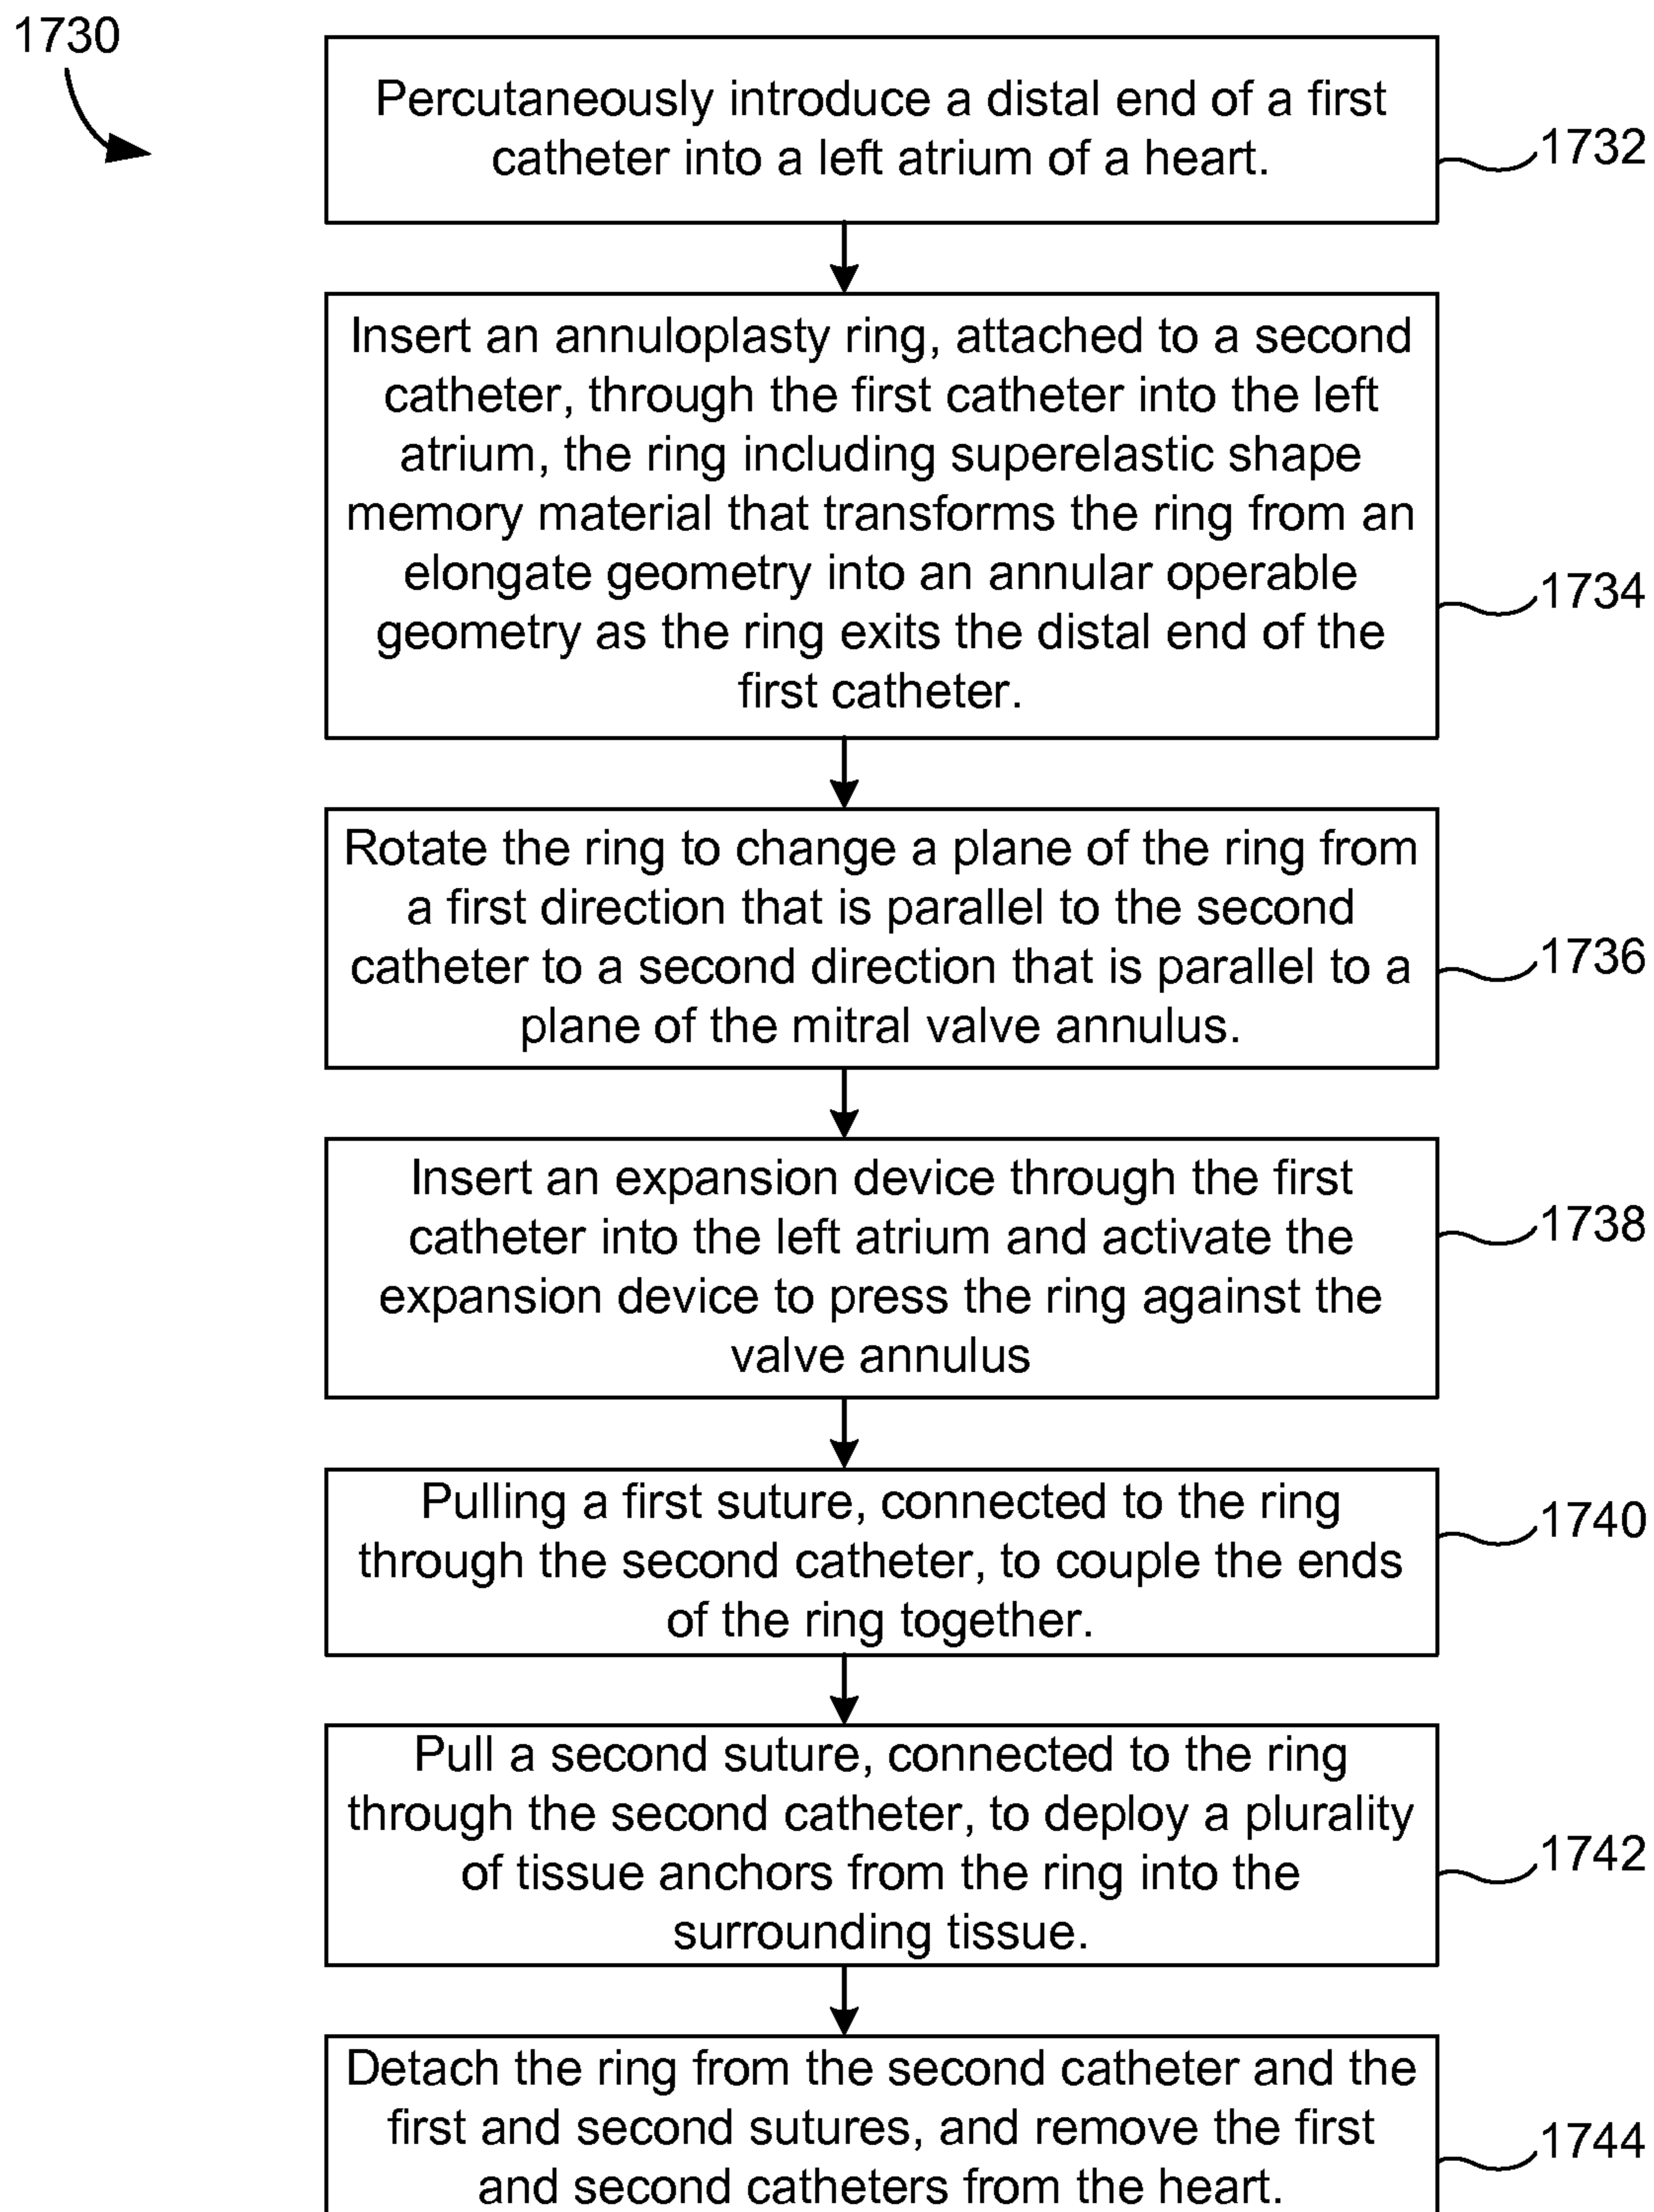 1730
Percutaneously introduce a distal end of a first
catheter into a left atrium of a heart.
1732
Insert an annuloplasty ring, attached to a second
catheter, through the first catheter into the left
atrium, the ring including superelastic shape
memory material that transforms the ring from an
elongate geometry into an annular operable
geometry as the ring exits the distal end of the
first catheter.
1734
Rotate the ring to change a plane of the ring from
a first direction that is parallel to the second
catheter to a second direction that is parallel to a
plane of the mitral valve annulus.
1736
Insert an expansion device through the first
catheter into the left atrium and activate the
expansion device to press the ring against the
valve annulus
1738
Pulling a first suture, connected to the ring
through the second catheter, to couple the ends
of the ring together.
1740
Pull a second suture, connected to the ring
through the second catheter, to deploy a plurality
of tissue anchors from the ring into the
surrounding tissue.
1742
Detach the ring from the second catheter and the
first and second sutures, and remove the first
and second catheters from the heart.
1744